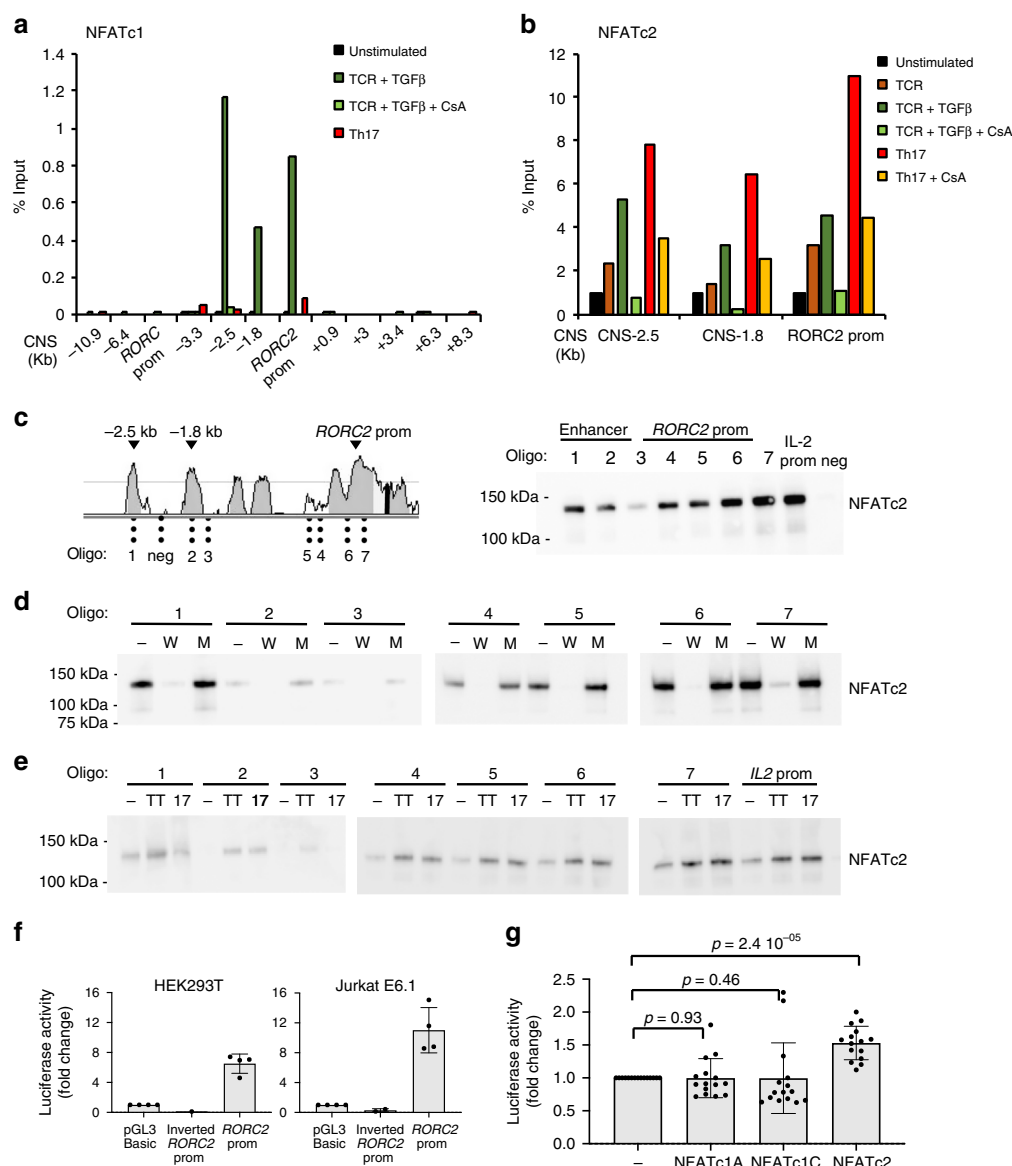 a
NFATc1
1.4
1.2
1
0.8
0.6
0.4
0.2
0
% Input
Unstimulated
TCR + TGFβ
TCR + TGFβ + CsA
Th17
CNS
(Kb)
−10.9
−6.4
RORC
prom
−3.3
−2.5
−1.8
RORC2
prom
+0.9
+3
+3.4
+6.3
+8.3
b
NFATc2
12
10
8
6
4
2
0
% Input
Unstimulated
TCR
TCR + TGFβ
TCR + TGFβ + CsA
Th17
Th17 + CsA
CNS
(Kb)
CNS-2.5
CNS-1.8
RORC2 prom
c
−2.5 kb
−1.8 kb
RORC2 prom
Oligo:
1 neg 2 3 5 4 6 7
Enhancer
RORC2 prom
IL-2
Oligo:
1 2 3 4 5 6 7 prom neg
150 kDa -
100 kDa -
NFATc2
d
Oligo: 1 2 3 4 5 6 7
– W M – W M – W M – W M – W M – W M – W M
150 kDa -
100 kDa -
75 kDa -
NFATc2
e
Oligo: 1 2 3 4 5 6 7 IL2 prom
– TT 17 – TT 17 – TT 17 – TT 17 – TT 17 – TT 17 – TT 17 – TT 17
150 kDa -
100 kDa -
NFATc2
f
HEK293T
16
12
8
4
0
Luciferase activity
(fold change)
pGL3
Basic
Inverted
RORC2
prom
RORC2
prom
Jurkat E6.1
16
12
8
4
0
pGL3
Basic
Inverted
RORC2
prom
RORC2
prom
g
p = 2.4 10−05
p = 0.46
p = 0.93
2.5
2.0
1.5
1.0
0.5
0.0
Luciferase activity
(fold change)
– NFATc1A NFATc1C NFATc2